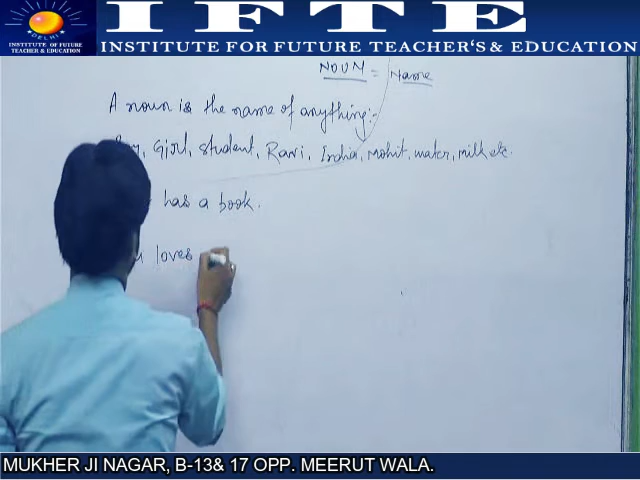 IFTE
INSTITUTE FOR FUTURE TEACHER'S & EDUCATION
DELHI
INSTITUTE OF FUTURE
TEACHER & EDUCATION
NOUN = Name
A noun is the name of anything:-
Girl, Student, Ravi, India, Mohit, water, milk etc.
has a book.
loves
MUKHER JI NAGAR, B-13& 17 OPP. MEERUT WALA.